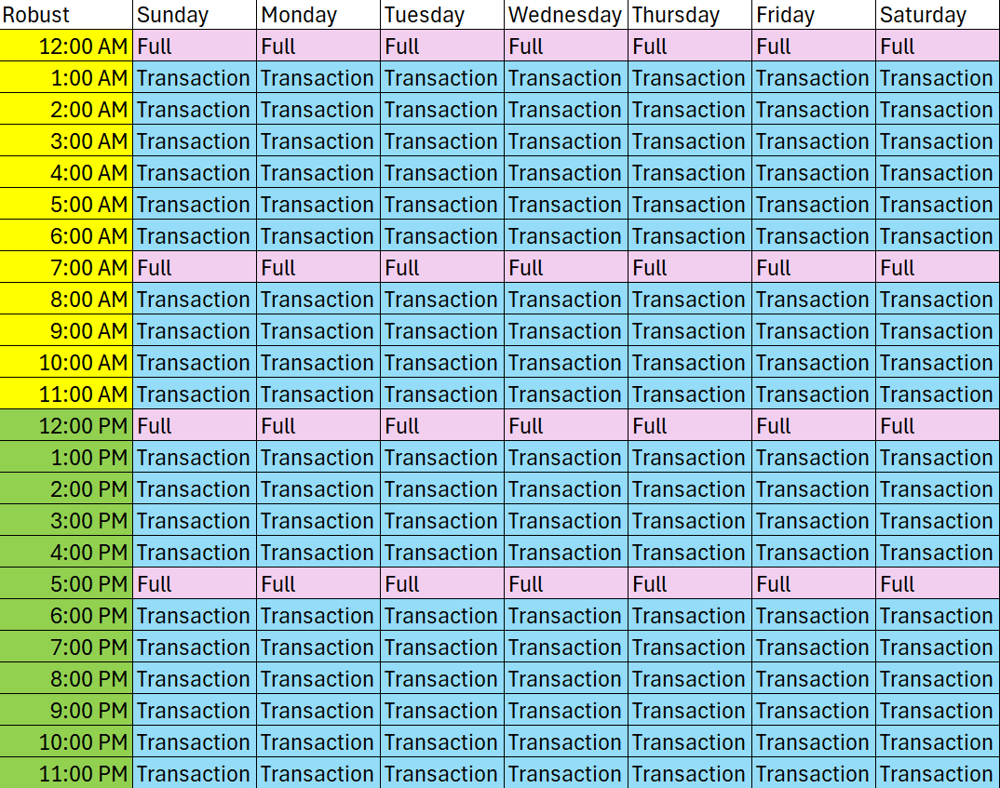 Robust Sunday Monday Tuesday Wednesday Thursday Friday Saturday
12:00 AM Full Full Full Full Full Full Full
1:00 AM Transaction Transaction Transaction Transaction Transaction Transaction Transaction
2:00 AM Transaction Transaction Transaction Transaction Transaction Transaction Transaction
3:00 AM Transaction Transaction Transaction Transaction Transaction Transaction Transaction
4:00 AM Transaction Transaction Transaction Transaction Transaction Transaction Transaction
5:00 AM Transaction Transaction Transaction Transaction Transaction Transaction Transaction
6:00 AM Transaction Transaction Transaction Transaction Transaction Transaction Transaction
7:00 AM Full Full Full Full Full Full Full
8:00 AM Transaction Transaction Transaction Transaction Transaction Transaction Transaction
9:00 AM Transaction Transaction Transaction Transaction Transaction Transaction Transaction
10:00 AM Transaction Transaction Transaction Transaction Transaction Transaction Transaction
11:00 AM Transaction Transaction Transaction Transaction Transaction Transaction Transaction
12:00 PM Full Full Full Full Full Full Full
1:00 PM Transaction Transaction Transaction Transaction Transaction Transaction Transaction
2:00 PM Transaction Transaction Transaction Transaction Transaction Transaction Transaction
3:00 PM Transaction Transaction Transaction Transaction Transaction Transaction Transaction
4:00 PM Transaction Transaction Transaction Transaction Transaction Transaction Transaction
5:00 PM Full Full Full Full Full Full Full
6:00 PM Transaction Transaction Transaction Transaction Transaction Transaction Transaction
7:00 PM Transaction Transaction Transaction Transaction Transaction Transaction Transaction
8:00 PM Transaction Transaction Transaction Transaction Transaction Transaction Transaction
9:00 PM Transaction Transaction Transaction Transaction Transaction Transaction Transaction
10:00 PM Transaction Transaction Transaction Transaction Transaction Transaction Transaction
11:00 PM Transaction Transaction Transaction Transaction Transaction Transaction Transaction